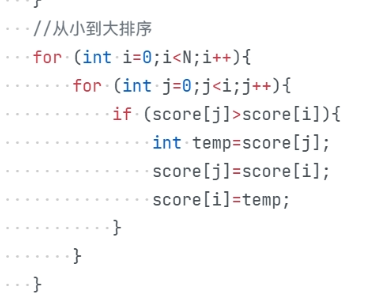 }
//从小到大排序
for (int i=0;i<N;i++){
for (int j=0;j<i;j++){
if (score[j]>score[i]){
int temp=score[j];
score[j]=score[i];
score[i]=temp;
}
}
}